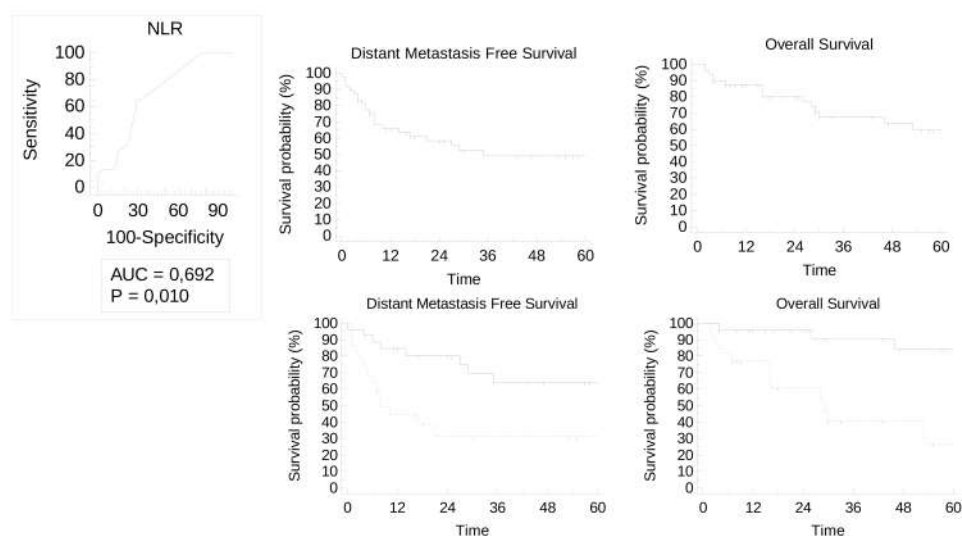 NLR
Sensitivity
100
80
60
40
20
0
0 30 60 90
100-Specificity
AUC = 0,692
P = 0,010
Distant Metastasis Free Survival
Survival probability (%)
100
90
80
70
60
50
40
30
20
10
0
0 12 24 36 48 60
Time
Overall Survival
Survival probability (%)
100
90
80
70
60
50
40
30
20
10
0
0 12 24 36 48 60
Time
Distant Metastasis Free Survival
Survival probability (%)
100
90
80
70
60
50
40
30
20
10
0
0 12 24 36 48 60
Time
Overall Survival
Survival probability (%)
100
90
80
70
60
50
40
30
20
10
0
0 12 24 36 48 60
Time